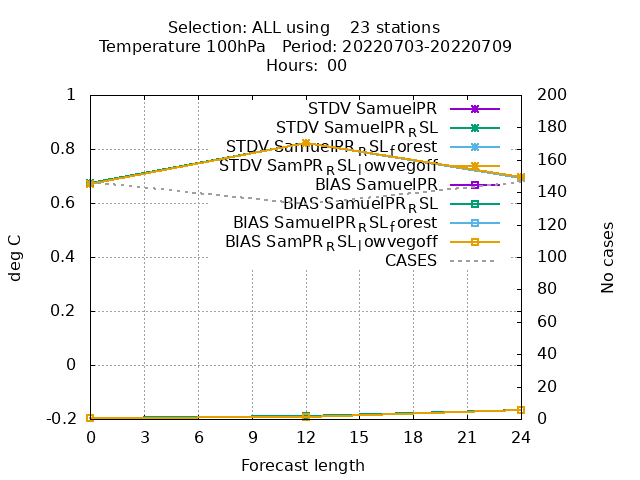 Selection: ALL using 23 stations
Temperature 100hPa Period: 20220703-20220709
Hours: 00
1
0.8
0.6
0.4
0.2
0
-0.2
deg C
200
180
160
140
120
100
80
60
40
20
0
No cases
STDV SamuelPR
STDV SamuelPR_RSL
STDV SamuelPR_RSL_forest
STDV SamPR_RSL_lowvegoff
BIAS SamuelPR
BIAS SamuelPR_RSL
BIAS SamuelPR_RSL_forest
BIAS SamPR_RSL_lowvegoff
CASES
0 3 6 9 12 15 18 21 24
Forecast length